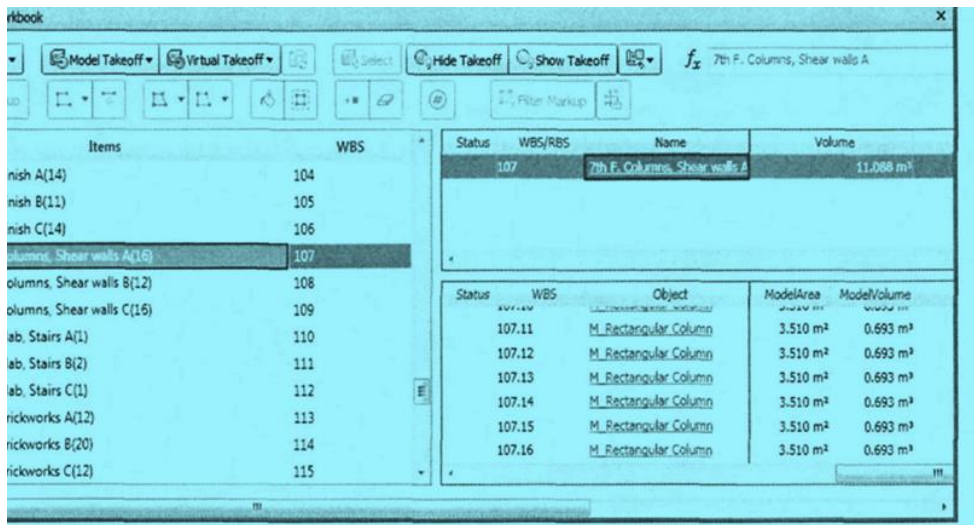 rkbook
Model Takeoff Virtual Takeoff Select Hide Takeoff Show Takeoff fx 7th F. Columns, Shear walls A
Filter Markup
Items WBS
nish A(14) 104
nish B(11) 105
nish C(14) 106
olumns, Shear walls A(16) 107
olumns, Shear walls B(12) 108
olumns, Shear walls C(16) 109
ab, Stairs A(1) 110
ab, Stairs B(2) 111
ab, Stairs C(1) 112
rickworks A(12) 113
rickworks B(20) 114
rickworks C(12) 115
Status WBS/RBS Name Volume
107 7th F. Columns, Shear walls A 11.088 m³
Status WBS Object ModelArea ModelVolume
107.11 M_Rectangular Column 3.510 m² 0.693 m³
107.12 M_Rectangular Column 3.510 m² 0.693 m³
107.13 M_Rectangular Column 3.510 m² 0.693 m³
107.14 M_Rectangular Column 3.510 m² 0.693 m³
107.15 M_Rectangular Column 3.510 m² 0.693 m³
107.16 M_Rectangular Column 3.510 m² 0.693 m³